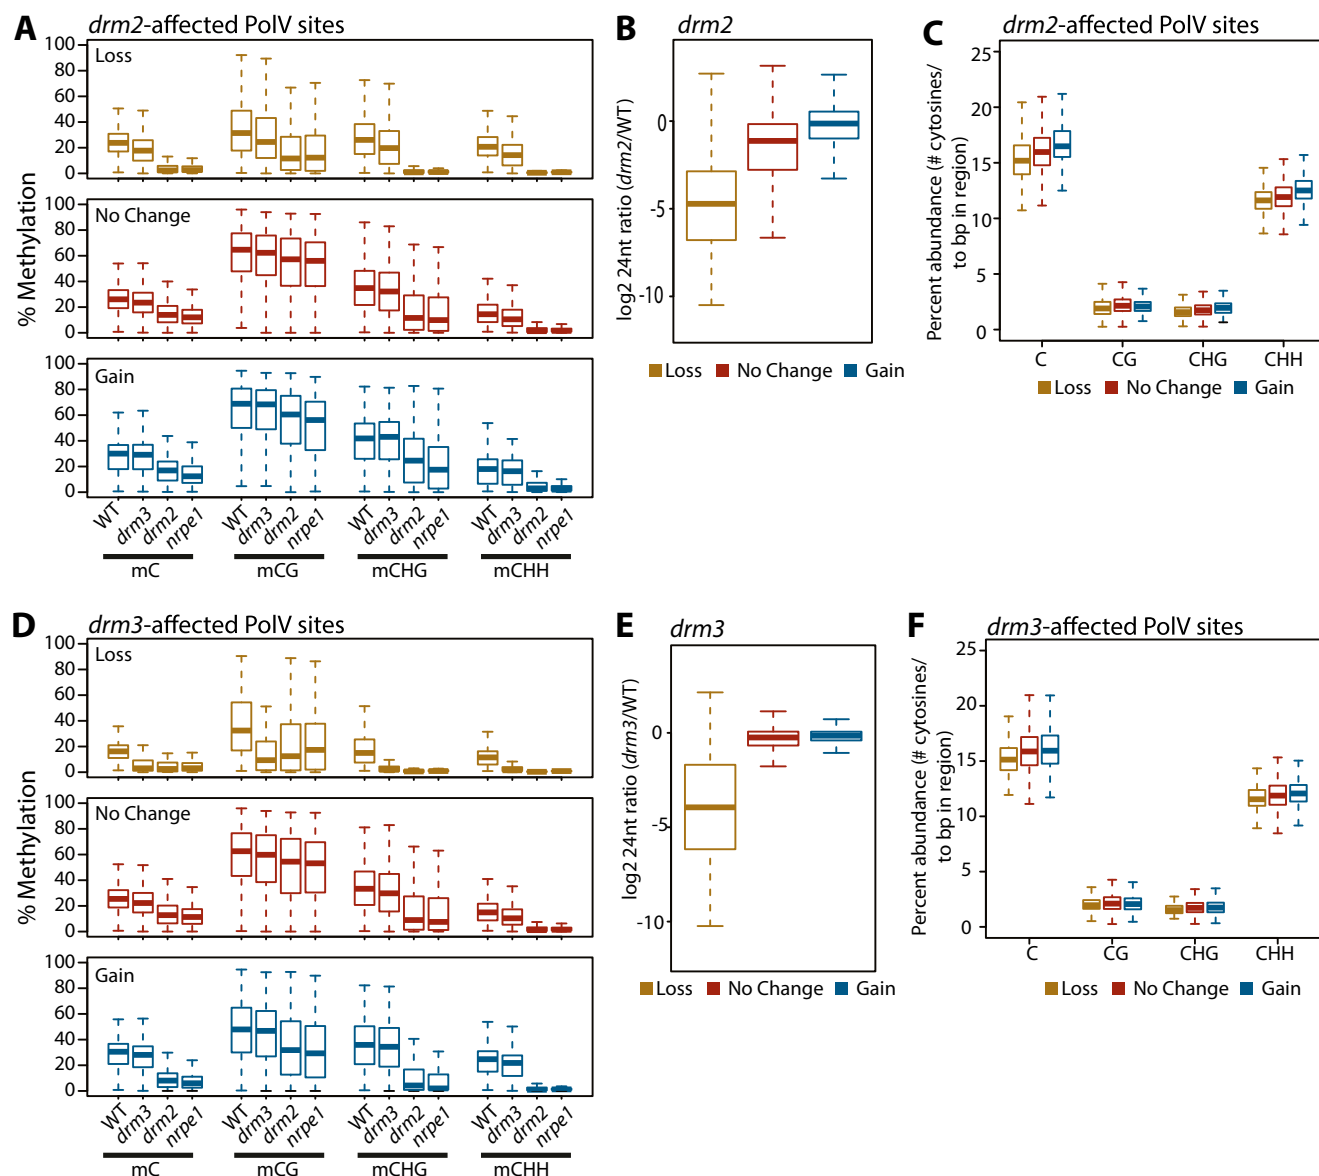 A
drm2-affected PolV sites
% Methylation
Loss
100
80
60
40
20
0
No Change
100
80
60
40
20
0
Gain
100
80
60
40
20
0
WT drm3 drm2 nrpe1 WT drm3 drm2 nrpe1 WT drm3 drm2 nrpe1 WT drm3 drm2 nrpe1
mC mCG mCHG mCHH
B
drm2
log2 24nt ratio (drm2/WT)
0
-5
-10
Loss No Change Gain
C
drm2-affected PolV sites
Percent abundance (# cytosines/
to bp in region)
25
20
15
10
5
0
C CG CHG CHH
Loss No Change Gain
D
drm3-affected PolV sites
% Methylation
Loss
100
80
60
40
20
0
No Change
100
80
60
40
20
0
Gain
100
80
60
40
20
0
WT drm3 drm2 nrpe1 WT drm3 drm2 nrpe1 WT drm3 drm2 nrpe1 WT drm3 drm2 nrpe1
mC mCG mCHG mCHH
E
drm3
log2 24nt ratio (drm3/WT)
0
-5
-10
Loss No Change Gain
F
drm3-affected PolV sites
Percent abundance (# cytosines/
to bp in region)
25
20
15
10
5
0
C CG CHG CHH
Loss No Change Gain